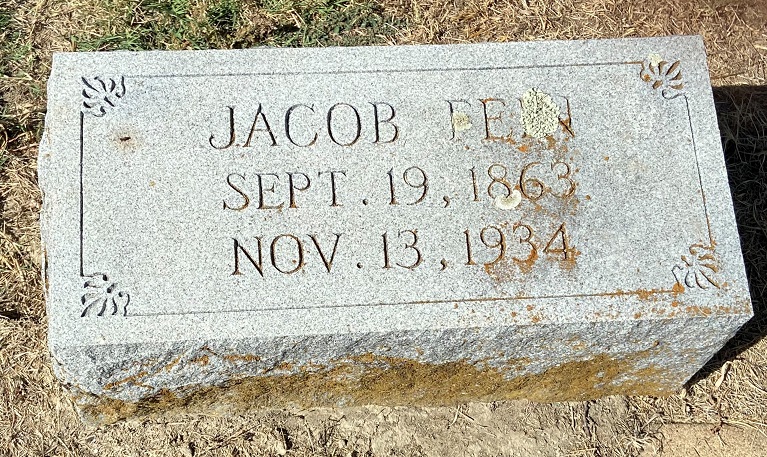 JACOB
SEPT. 19, 1863
NOV. 13, 1934